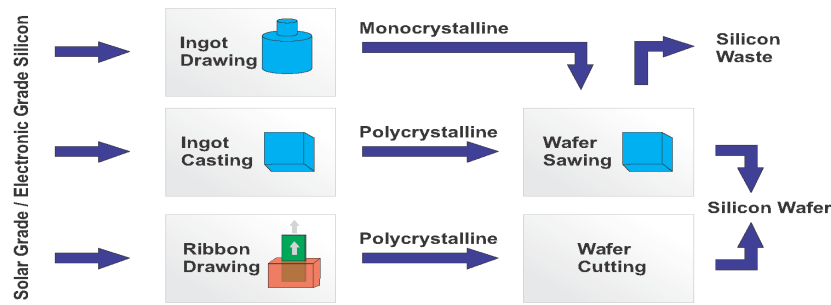 Solar Grade / Electronic Grade Silicon
Ingot
Drawing
Monocrystalline
Silicon
Waste
Ingot
Casting
Polycrystalline
Wafer
Sawing
Silicon Wafer
Ribbon
Drawing
Polycrystalline
Wafer
Cutting